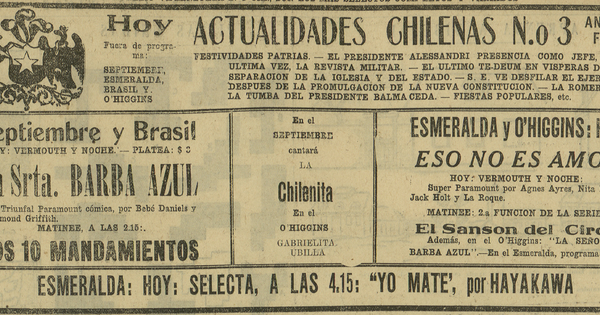 Hoy
Fuera de progra-
ma:
SEPTIEMBRE,
ESMERALDA,
BRASIL Y.
O'HIGGINS
ACTUALIDADES CHILENAS N.o 3
FESTIVIDADES PATRIAS. — EL PRESIDENTE ALESSANDRI PRESENCIA COMO JEFE,
ULTIMA VEZ, LA REVISTA MILITAR. — EL ULTIMO TE-DEUM EN VISPERAS D
SEPARACION DE LA IGLESIA Y DEL ESTADO. — S. E. VE DESFILAR EL EJER
DESPUES DE LA PROMULGACION DE LA NUEVA CONSTITUCION. — LA ROMER
LA TUMBA DEL PRESIDENTE BALMACEDA. — FIESTAS POPULARES, etc.
eptiembre y Brasil
Y: VERMOUTH Y NOCHE. — PLATEA: $
Srta. BARBA AZUL
Triunfal Paramount cómica, por Bebé Daniels y
mond Griffith.
MATINEE, A LAS 2.15:.
OS 10 MANDAMIENTOS
En el
SEPTIEMBRE
cantará
LA
Chilenita
En el
O'HIGGINS
GABRIELITA
UBILLA
ESMERALDA y O'HIGGINS:
ESO NO ES AMO
HOY: VERMOUTH Y NOCHE:
Super Paramount por Agnes Ayres, Nita
Jack Holt y La Roque.
MATINEE: 2.a FUNCION DE LA SERIE
El Sanson del Circ
Además, en el O'Higgins: "LA SEÑO
BARBA AZUL".—En el Esmeralda, programa
ESMERALDA: HOY: SELECTA, A LAS 4.15: "YO MATE', por HAYAKAWA